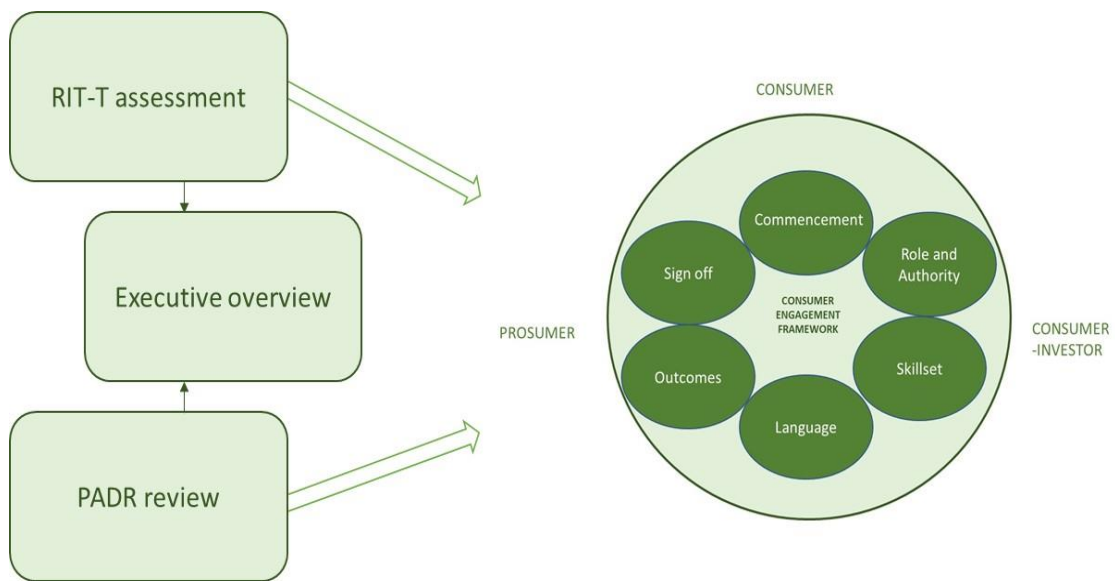 RIT-T assessment
Executive overview
PADR review
CONSUMER
PROSUMER
CONSUMER
-INVESTOR
Commencement
Role and
Authority
Skillset
Language
Outcomes
Sign off
CONSUMER
ENGAGEMENT
FRAMEWORK